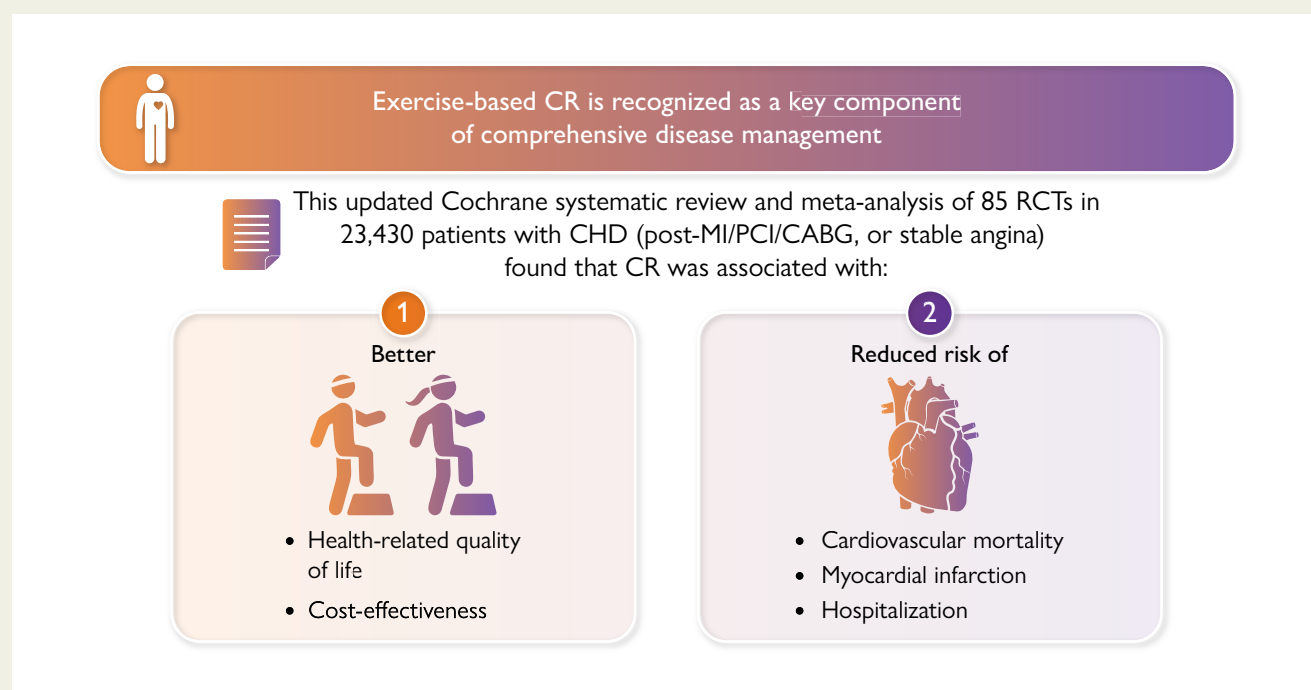 Exercise-based CR is recognized as a key component
of comprehensive disease management
This updated Cochrane systematic review and meta-analysis of 85 RCTs in
23,430 patients with CHD (post-MI/PCI/CABG, or stable angina)
found that CR was associated with:
1
Better
• Health-related quality
of life
• Cost-effectiveness
2
Reduced risk of
• Cardiovascular mortality
• Myocardial infarction
• Hospitalization